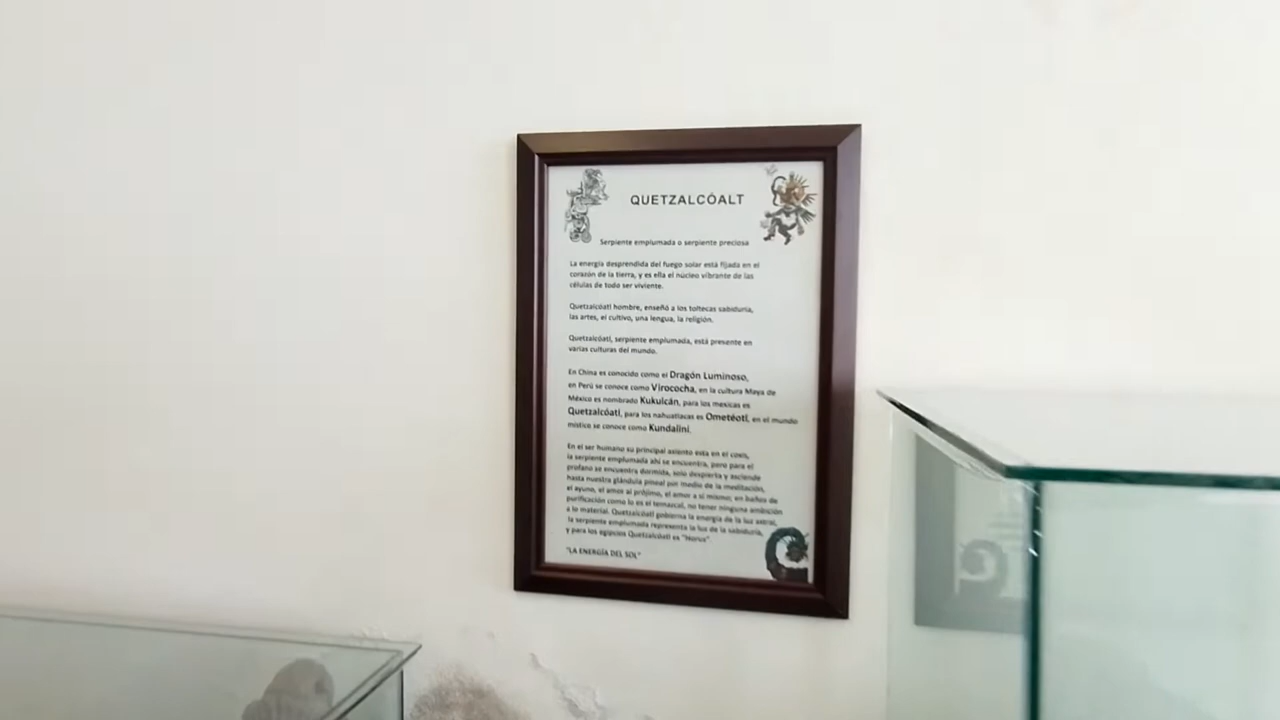 QUETZALCÓALT
Serpiente emplumada o serpiente preciosa
La energía desprendida del fuego solar está fijada en el
corazón de la tierra, y es ella el núcleo vibrante de las
células de todo ser viviente.
Quetzalcóatl hombre, enseñó a los toltecas sabiduría,
las artes, el cultivo, una lengua, la religión.
Quetzalcóatl, serpiente emplumada, está presente en
varias culturas del mundo.
En China es conocido como el Dragón Luminoso,
en Perú se conoce como Virococha, en la cultura Maya de
México es nombrado Kukulcán, para los mexicas es
Quetzalcóatl, para los nahuatlacas es Ometéotl, en el mundo
místico se conoce como Kundalini.
En el ser humano su principal asiento esta en el coxis,
la serpiente emplumada ahí se encuentra, pero para el
profano se encuentra dormida, solo despierta y asciende
hasta nuestra glándula pineal por medio de la meditación,
el ayuno, el amor al prójimo, el amor a si mismo, en baños de
purificación como lo es el temazcal, no tener ninguna ambición
a lo material. Quetzalcóatl gobierna la energía de la luz astral,
la serpiente emplumada representa la luz de la sabiduría,
y para los egipcios Quetzalcóatl es "Horus"
"LA ENERGÍA DEL SOL"